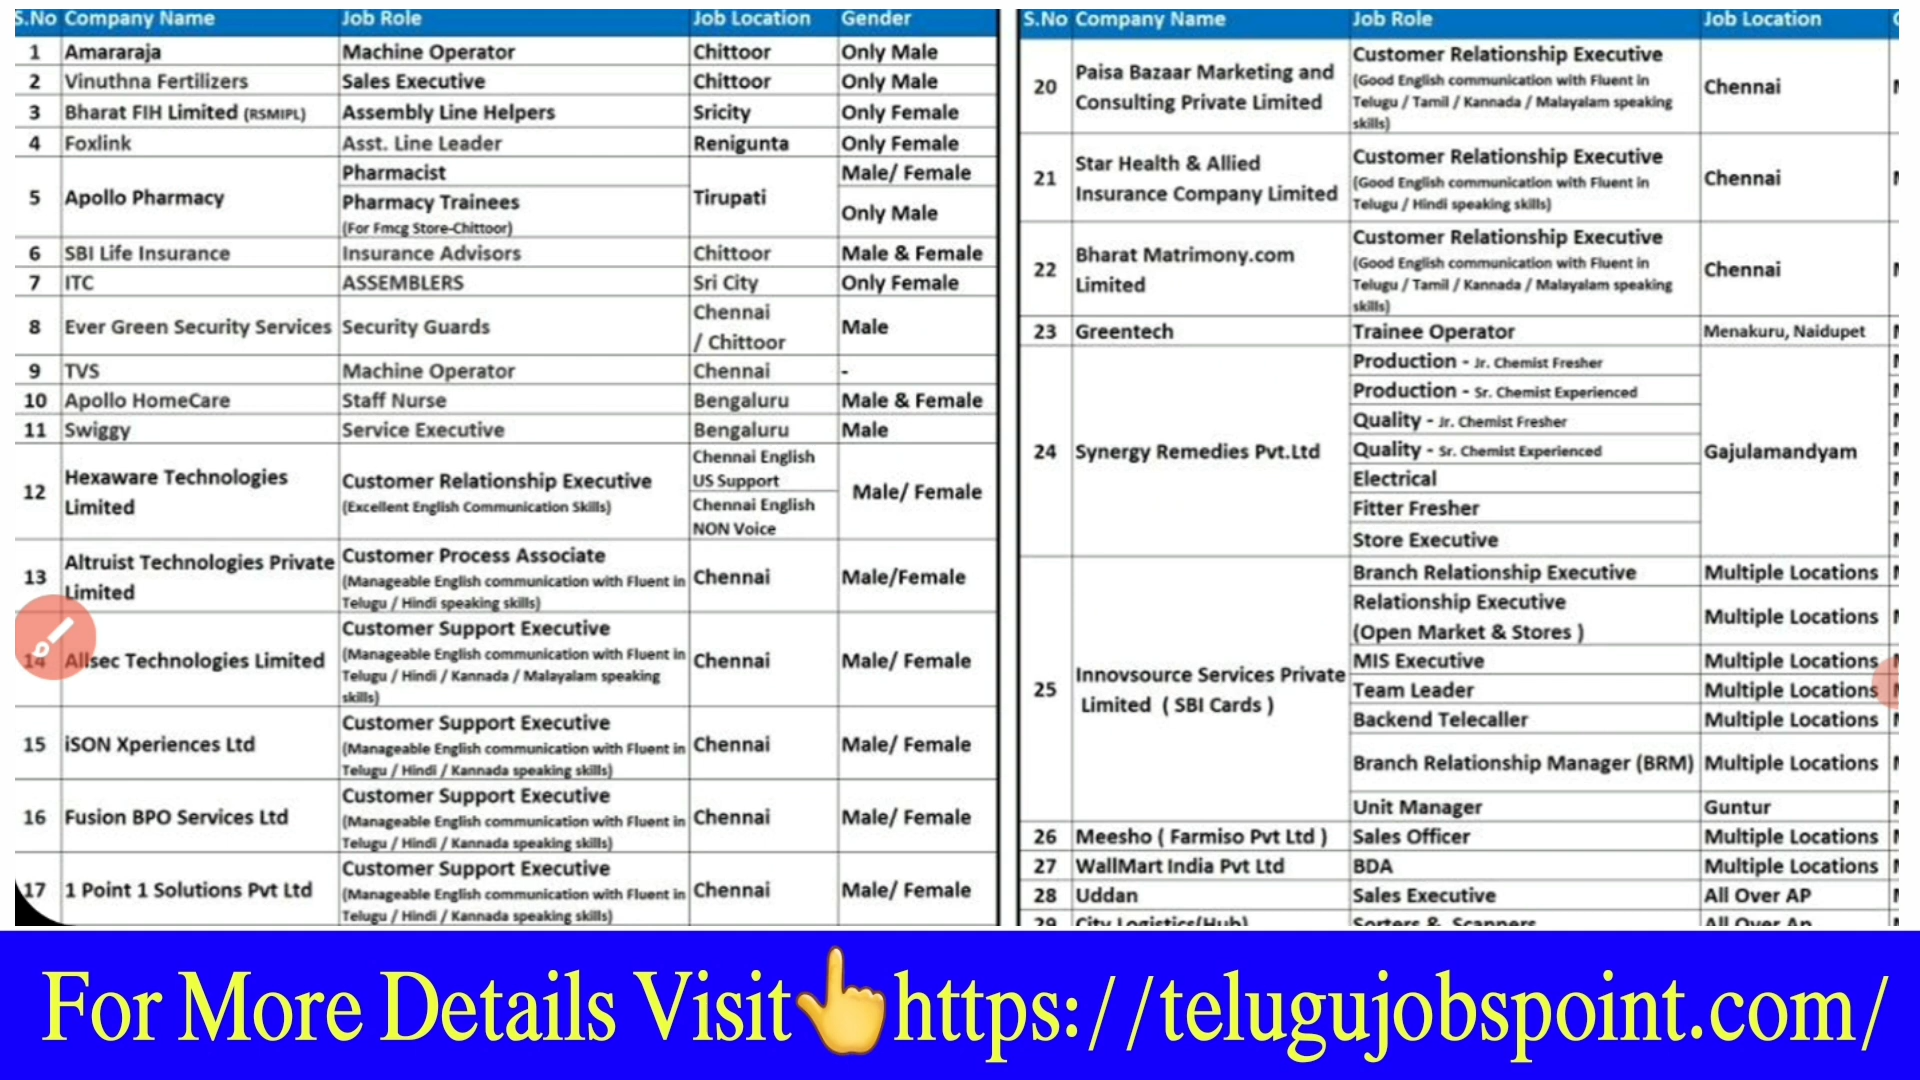 S.No Company Name Job Role Job Location Gender
1 Amararaja Machine Operator Chittoor Only Male
2 Vinuthna Fertilizers Sales Executive Chittoor Only Male
3 Bharat FIH Limited (RSMIPL) Assembly Line Helpers Sricity Only Female
4 Foxlink Asst. Line Leader Renigunta Only Female
5 Apollo Pharmacy Pharmacist Tirupati Male/ Female
Pharmacy Trainees Only Male
(For Fmcg Store-Chittoor)
6 SBI Life Insurance Insurance Advisors Chittoor Male & Female
7 ITC ASSEMBLERS Sri City Only Female
8 Ever Green Security Services Security Guards Chennai
/ Chittoor Male
9 TVS Machine Operator Chennai -
10 Apollo HomeCare Staff Nurse Bengaluru Male & Female
11 Swiggy Service Executive Bengaluru Male
12 Hexaware Technologies
Limited
Customer Relationship Executive
(Excellent English Communication Skills)
Chennai English
US Support
Chennai English
NON Voice
Male/ Female
13 Altruist Technologies Private
Limited
Customer Process Associate
(Manageable English communication with Fluent in
Telugu / Hindi speaking skills)
Chennai Male/Female
14 Allsec Technologies Limited
Customer Support Executive
(Manageable English communication with Fluent in
Telugu / Hindi / Kannada / Malayalam speaking
skills)
Chennai Male/ Female
15 iSON Xperiences Ltd
Customer Support Executive
(Manageable English communication with Fluent in
Telugu / Hindi / Kannada speaking skills)
Chennai Male/ Female
16 Fusion BPO Services Ltd
Customer Support Executive
(Manageable English communication with Fluent in
Telugu / Hindi / Kannada speaking skills)
Chennai Male/ Female
17 1 Point 1 Solutions Pvt Ltd
Customer Support Executive
(Manageable English communication with Fluent in
Telugu / Hindi / Kannada speaking skills)
Chennai Male/ Female
S.No Company Name Job Role Job Location
20 Paisa Bazaar Marketing and
Consulting Private Limited
Customer Relationship Executive
(Good English communication with Fluent in
Telugu / Tamil / Kannada / Malayalam speaking
skills)
Chennai
21 Star Health & Allied
Insurance Company Limited
Customer Relationship Executive
(Good English communication with Fluent in
Telugu / Hindi speaking skills)
Chennai
22 Bharat Matrimony.com
Limited
Customer Relationship Executive
(Good English communication with Fluent in
Telugu / Tamil / Kannada / Malayalam speaking
skills)
Chennai
23 Greentech Trainee Operator Menakuru, Naidupet
24 Synergy Remedies Pvt.Ltd
Production - Jr. Chemist Fresher
Production - Sr. Chemist Experienced
Quality - Jr. Chemist Fresher
Quality - Sr. Chemist Experienced
Electrical
Fitter Fresher
Store Executive
Gajulamandyam
25 Innovsource Services Private
Limited ( SBI Cards )
Branch Relationship Executive Multiple Locations
Relationship Executive
(Open Market & Stores ) Multiple Locations
MIS Executive Multiple Locations
Team Leader Multiple Locations
Backend Telecaller Multiple Locations
Branch Relationship Manager (BRM) Multiple Locations
Unit Manager Guntur
26 Meesho ( Farmiso Pvt Ltd ) Sales Officer Multiple Locations
27 WallMart India Pvt Ltd BDA Multiple Locations
28 Uddan Sales Executive All Over AP
29 City Logistics(Hub) Sorters & Scanners All Over Ap
For More Details Visit👆https://telugujobspoint.com/